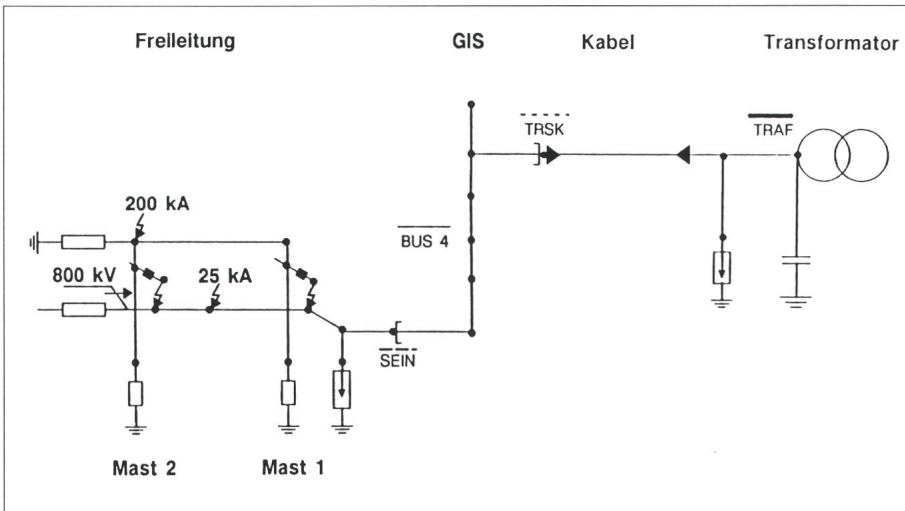 Freileitung GIS Kabel Transformator
TRSK TRAF
200 kA
BUS 4
800 kV 25 kA
SEIN
Mast 2 Mast 1